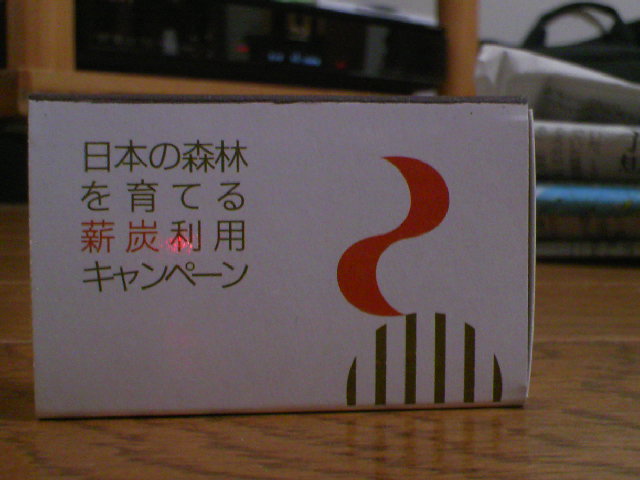 日本の森林
を育てる
薪炭利用
キャンペーン